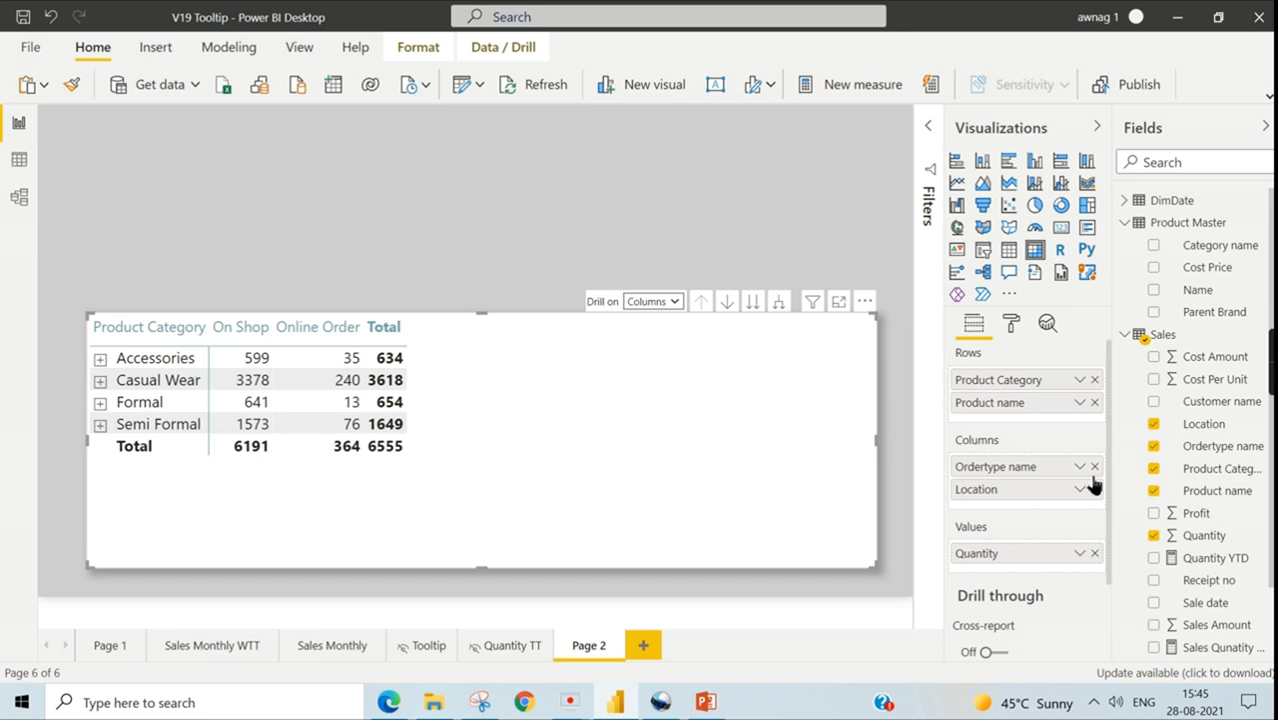 V19 Tooltip - Power BI Desktop
Search
awnag 1
File Home Insert Modeling View Help Format Data / Drill
Get data
Refresh
New visual
New measure
Sensitivity
Publish
Filters
Visualizations
Fields
Search
Drill on Columns
Product Category On Shop Online Order Total
Accessories 599 35 634
Casual Wear 3378 240 3618
Formal 641 13 654
Semi Formal 1573 76 1649
Total 6191 364 6555
R Py
123
Rows
Product Category
Product name
Columns
Ordertype name
Location
Values
Quantity
Drill through
Cross-report
Off
DimDate
Product Master
Category name
Cost Price
Name
Parent Brand
Sales
Cost Amount
Cost Per Unit
Customer name
Location
Ordertype name
Product Categ...
Product name
Profit
Quantity
Quantity YTD
Receipt no
Sale date
Sales Amount
Sales Qunatity ...
Page 1 Sales Monthly WTT Sales Monthly Tooltip Quantity TT Page 2
Page 6 of 6
Update available (click to download)
Type here to search
45°C Sunny
ENG
15:45
28-08-2021